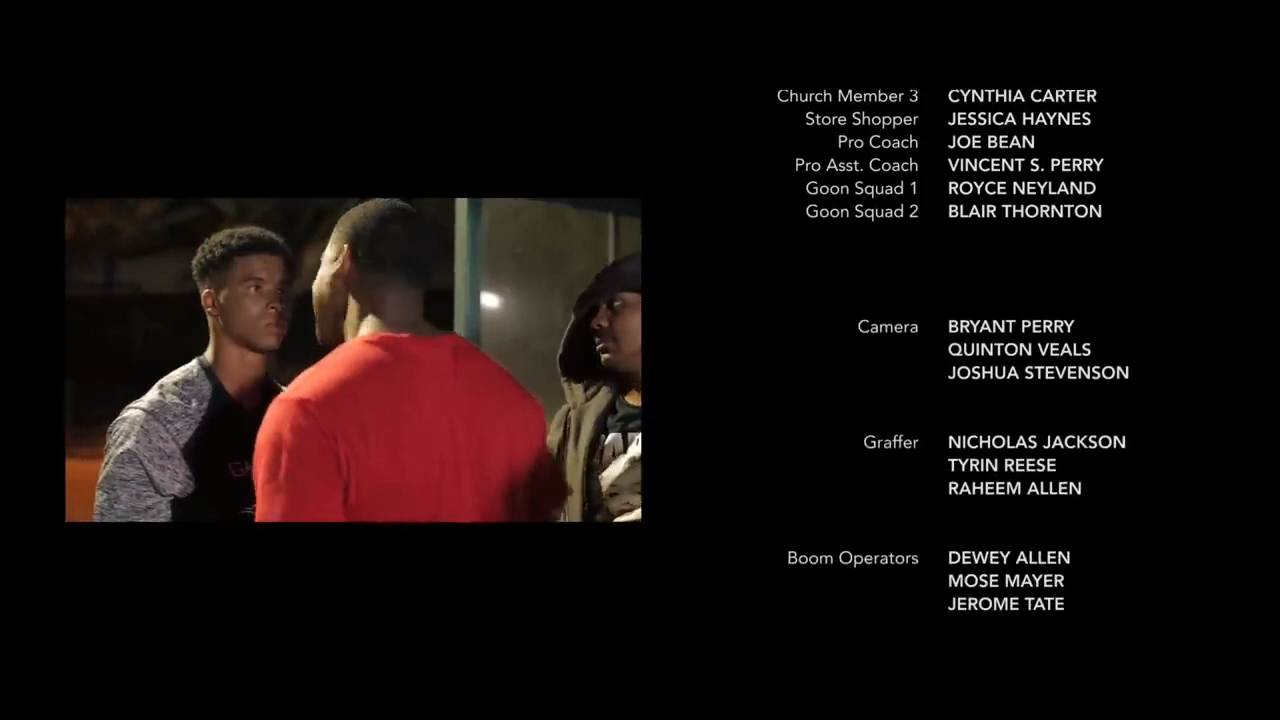 Church Member 3 CYNTHIA CARTER
Store Shopper JESSICA HAYNES
Pro Coach JOE BEAN
Pro Asst. Coach VINCENT S. PERRY
Goon Squad 1 ROYCE NEYLAND
Goon Squad 2 BLAIR THORNTON
Camera BRYANT PERRY
QUINTON VEALS
JOSHUA STEVENSON
Graffer NICHOLAS JACKSON
TYRIN REESE
RAHEEM ALLEN
Boom Operators DEWEY ALLEN
MOSE MAYER
JEROME TATE